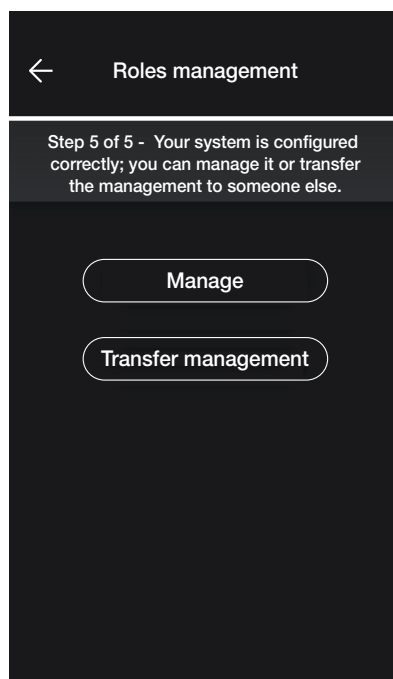 Roles management
Step 5 of 5 - Your system is configured
correctly; you can manage it or transfer
the management to someone else.
Manage
Transfer management